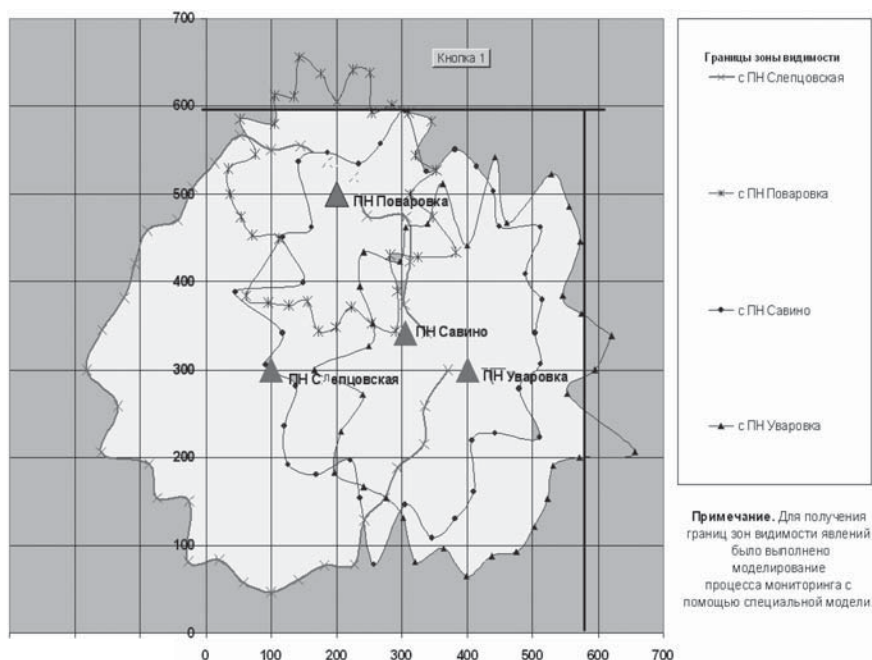 700
600
500
400
300
200
100
0
0 100 200 300 400 500 600 700
Кнопка 1
ПН Поваровка
ПН Савино
ПН Слепцовская
ПН Уваровка
Границы зоны видимости
с ПН Слепцовская
с ПН Поваровка
с ПН Савино
с ПН Уваровка
Примечание. Для получения
границ зон видимости явлений
было выполнено
моделирование
процесса мониторинга с
помощью специальной модели